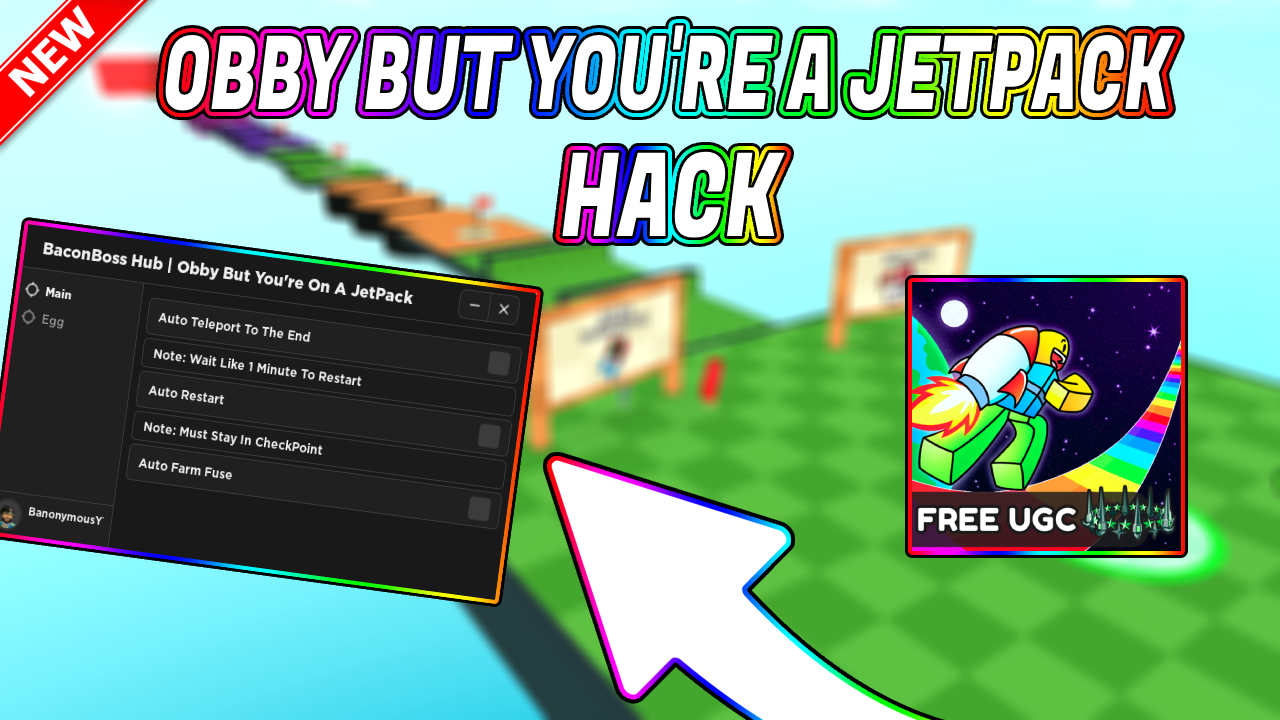 NEW
OBBY BUT YOU'RE A JETPACK
HACK
BaconBoss Hub | Obby But You're On A JetPack
Main
Egg
Auto Teleport To The End
Note: Wait Like 1 Minute To Restart
Auto Restart
Note: Must Stay In CheckPoint
Auto Farm Fuse
BanonymousY
FREE UGC